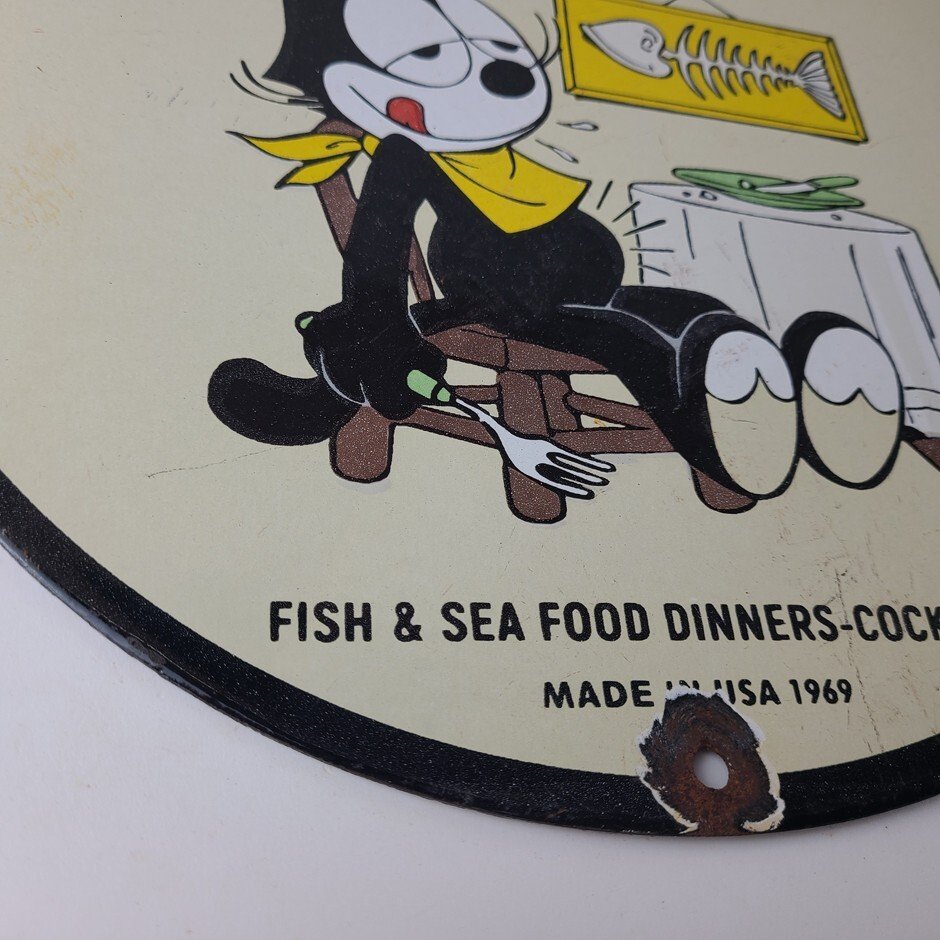 FISH & SEA FOOD DINNERS-COCK
MADE IN USA 1969